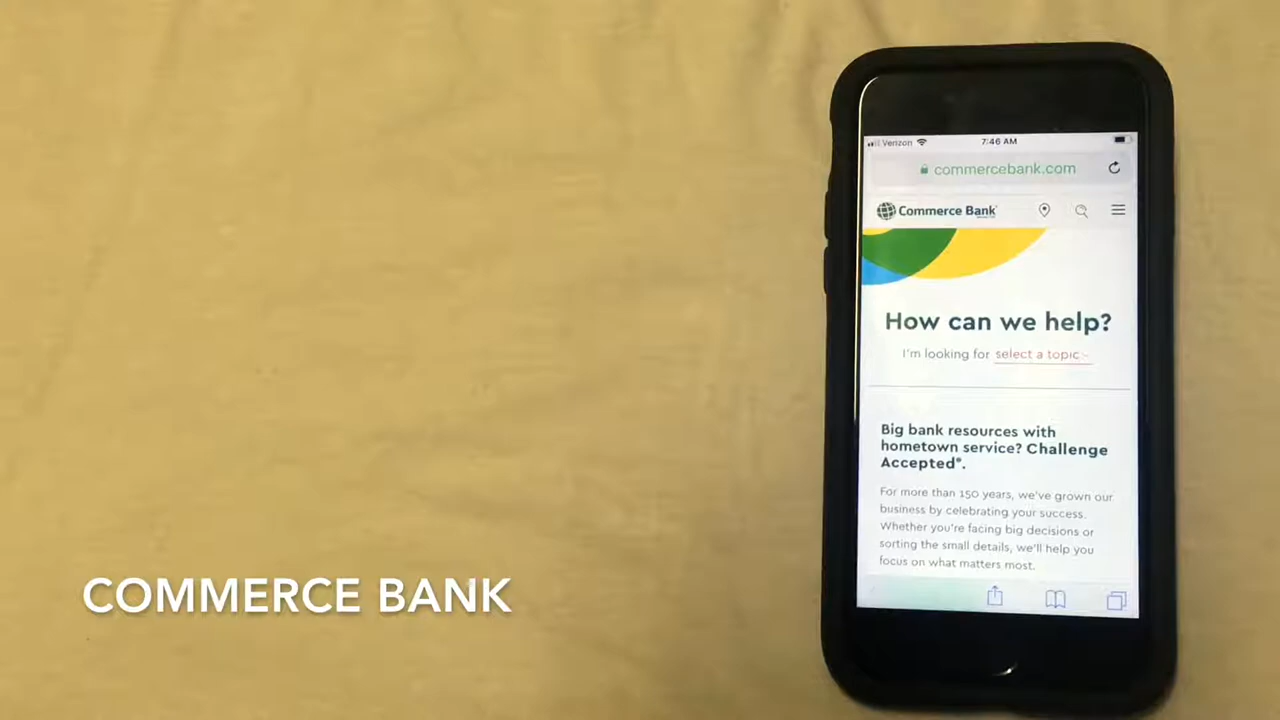 Verizon
7:46 AM
commercebank.com
Commerce Bank
How can we help?
I'm looking for select a topic
Big bank resources with
hometown service? Challenge
Accepted®.
For more than 150 years, we've grown our
business by celebrating your success.
Whether you're facing big decisions or
sorting the small details, we'll help you
focus on what matters most.
COMMERCE BANK